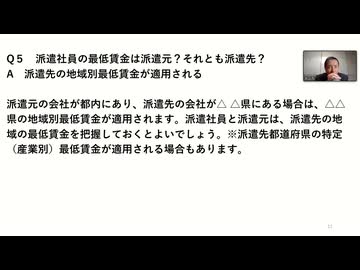 Q５　派遣社員の最低賃金は派遣元？それとも派遣先？
A　派遣先の地域別最低賃金が適用される
派遣元の会社が都内にあり、派遣先の会社が△ △県にある場合は、△△
県の地域別最低賃金が適用されます。派遣社員と派遣元は、派遣先の地
域の最低賃金を把握しておくとよいでしょう。※派遣先都道府県の特定
（産業別）最低賃金が適用される場合もあります。